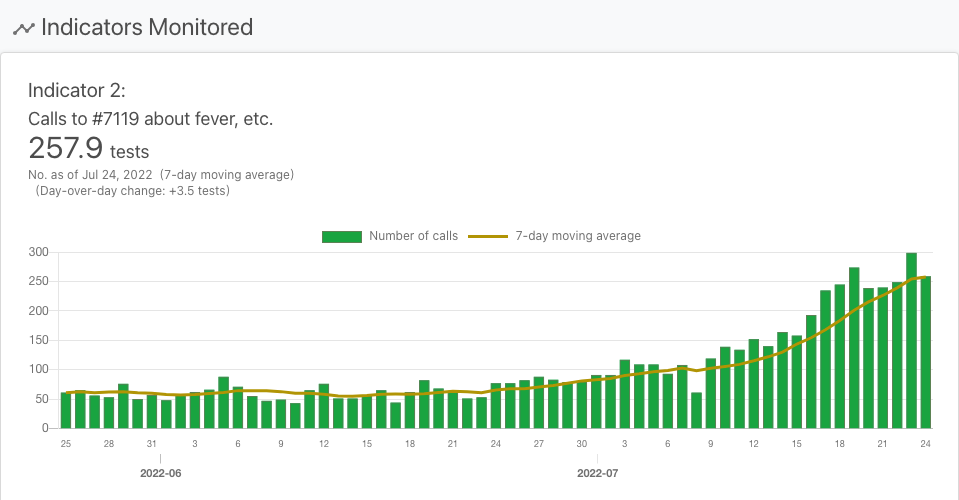 Indicators Monitored
Indicator 2:
Calls to #7119 about fever, etc.
257.9 tests
No. as of Jul 24, 2022 (7-day moving average)
(Day-over-day change: +3.5 tests)
Number of calls 7-day moving average
300
250
200
150
100
50
0
25 28 31 3 6 9 12 15 18 21 24 27 30 3 6 9 12 15 18 21 24
2022-06 2022-07